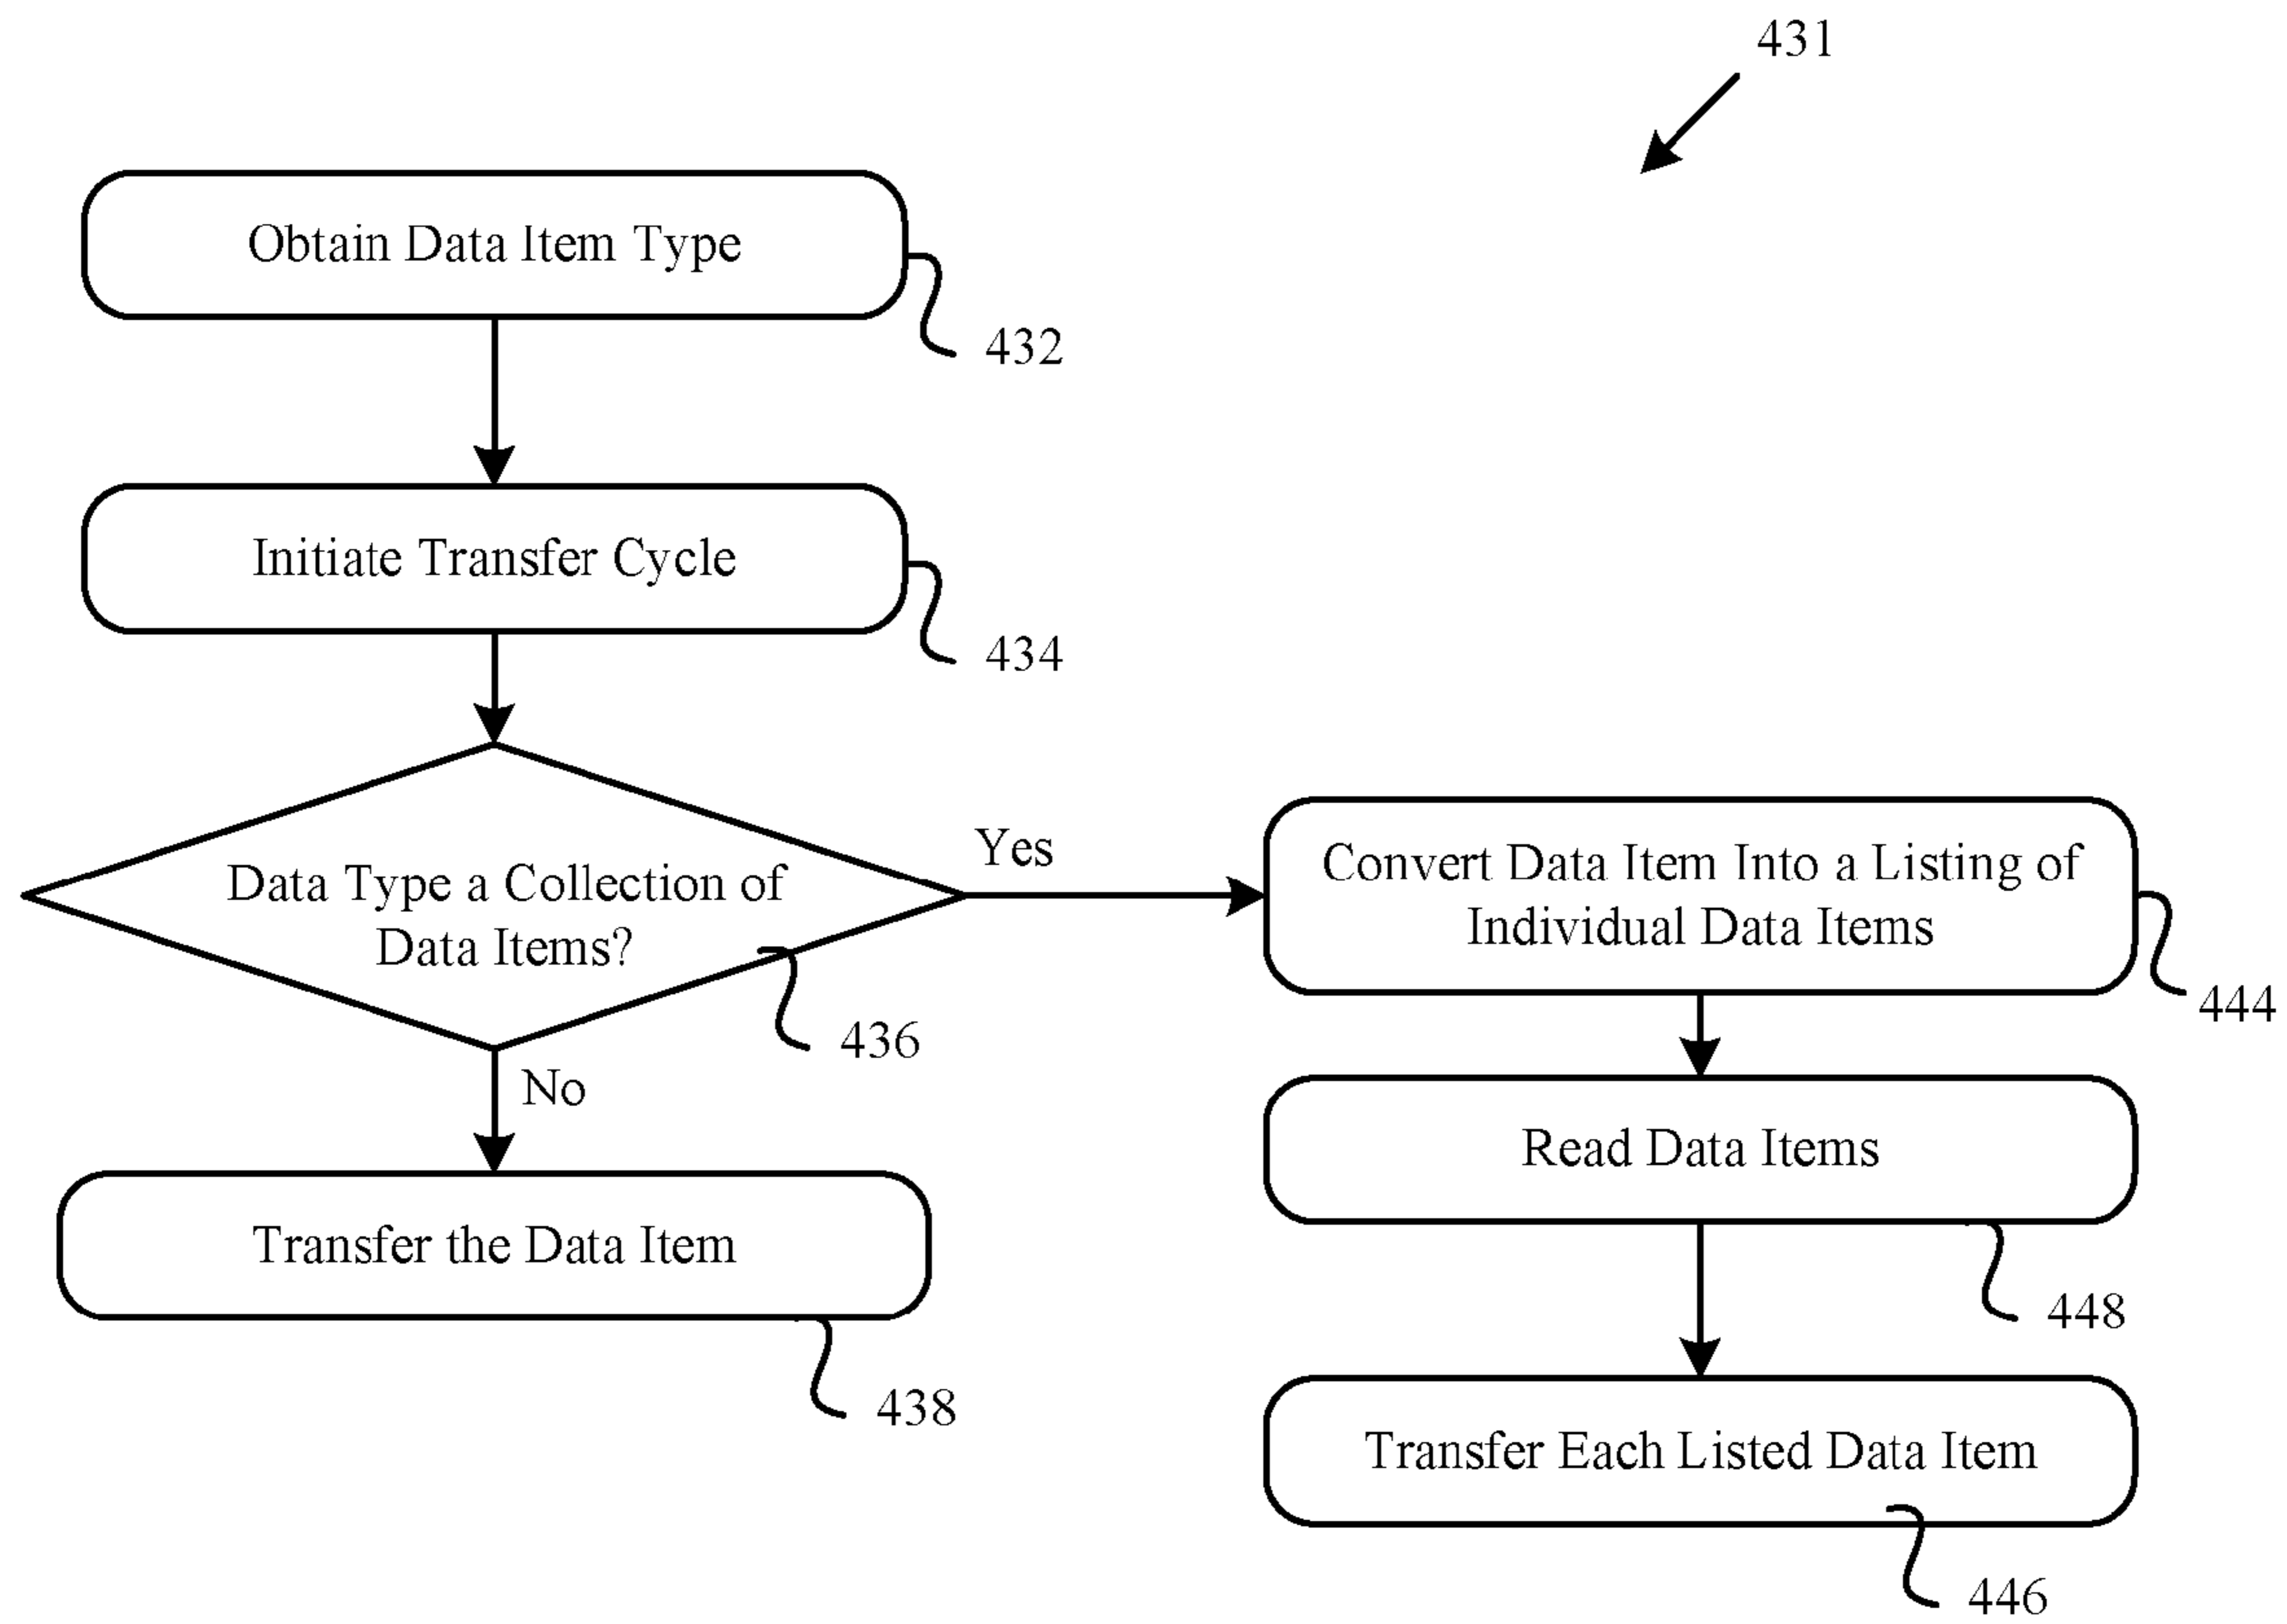 431
Obtain Data Item Type
432
Initiate Transfer Cycle
434
Data Type a Collection of
Data Items?
436
Yes
No
Convert Data Item Into a Listing of
Individual Data Items
444
Read Data Items
448
Transfer the Data Item
438
Transfer Each Listed Data Item
446